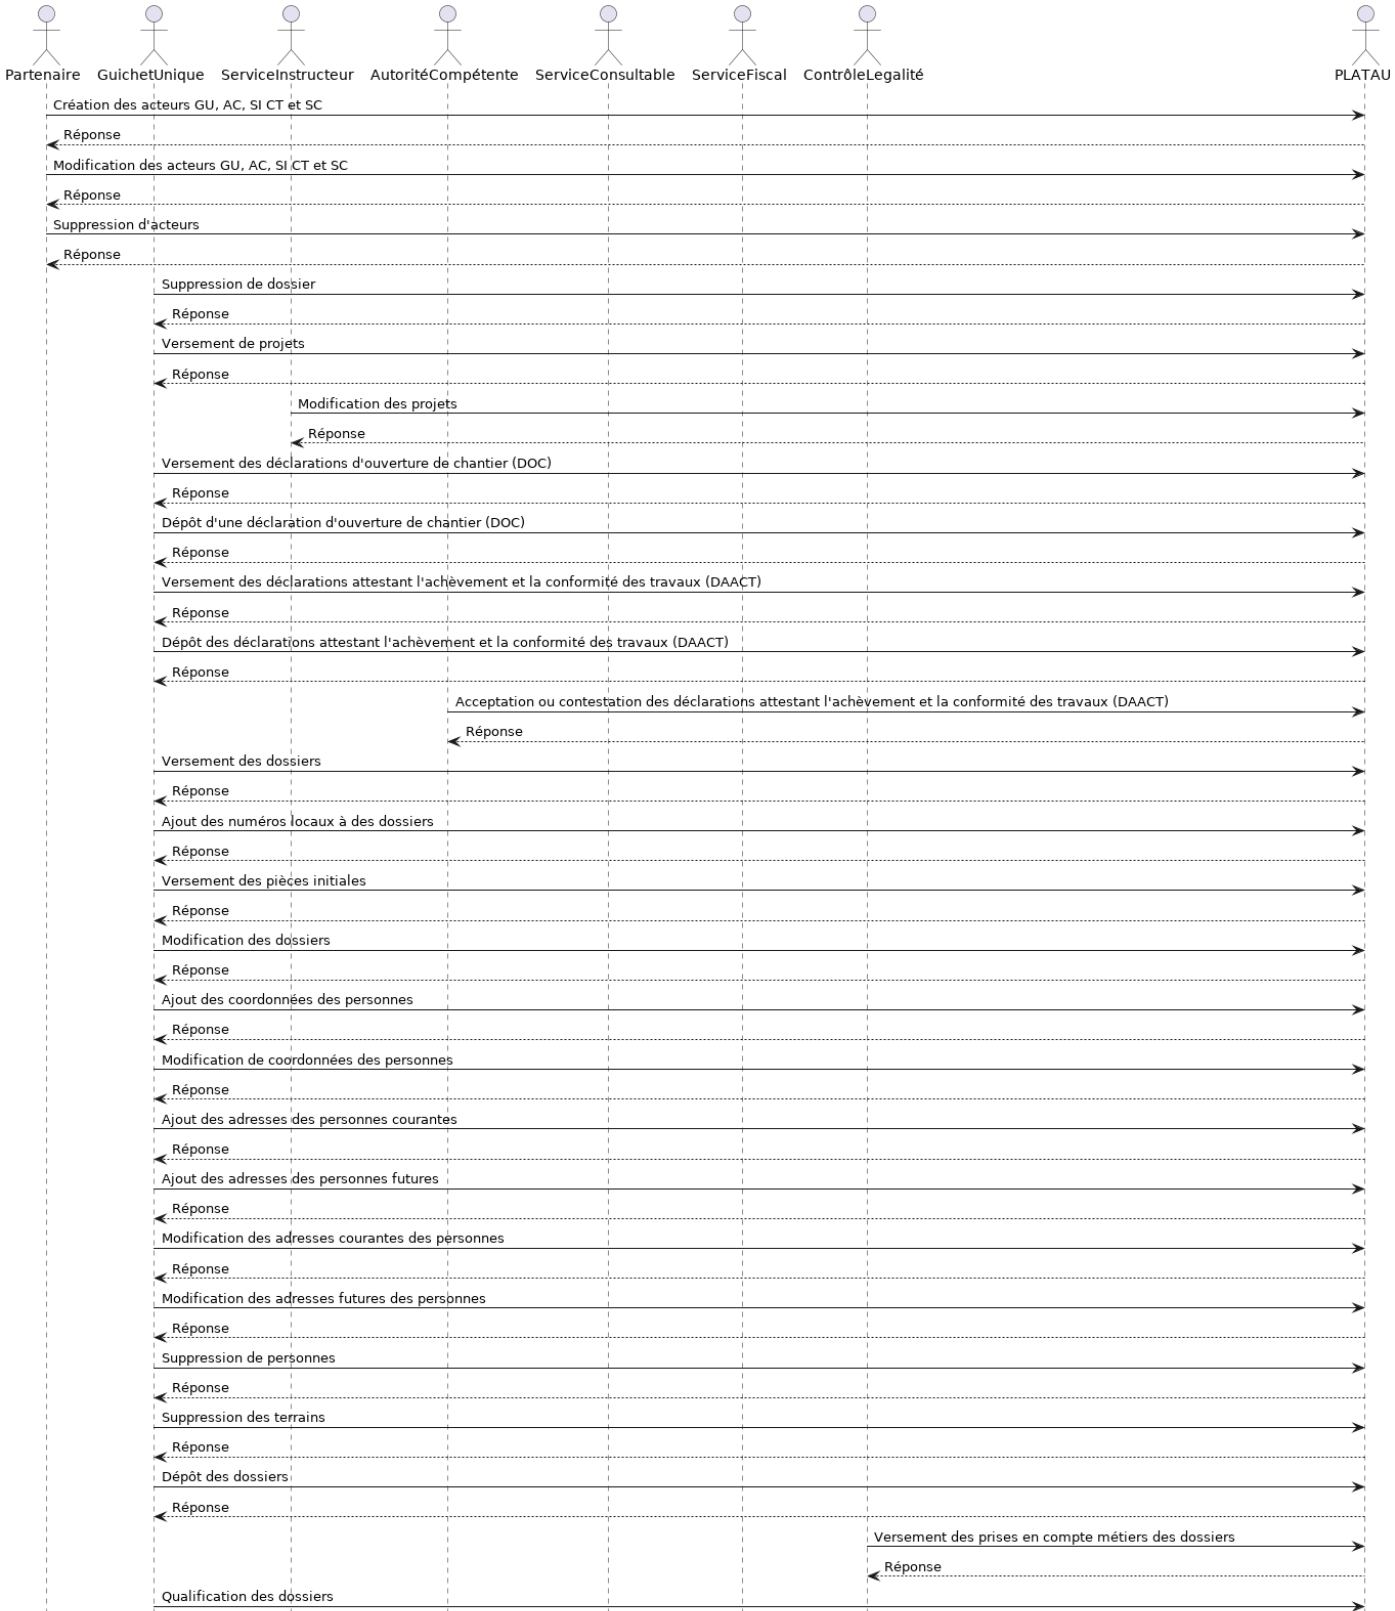 Partenaire GuichetUnique ServiceInstructeur AutoritéCompétente ServiceConsultable ServiceFiscal ContrôleLegalité PLATAU
Création des acteurs GU, AC, SI CT et SC
Réponse
Modification des acteurs GU, AC, SI CT et SC
Réponse
Suppression d'acteurs
Réponse
Suppression de dossier
Réponse
Versement de projets
Réponse
Modification des projets
Réponse
Versement des déclarations d'ouverture de chantier (DOC)
Réponse
Dépôt d'une déclaration d'ouverture de chantier (DOC)
Réponse
Versement des déclarations attestant l'achèvement et la conformité des travaux (DAACT)
Réponse
Dépôt des déclarations attestant l'achèvement et la conformité des travaux (DAACT)
Réponse
Acceptation ou contestation des déclarations attestant l'achèvement et la conformité des travaux (DAACT)
Réponse
Versement des dossiers
Réponse
Ajout des numéros locaux à des dossiers
Réponse
Versement des pièces initiales
Réponse
Modification des dossiers
Réponse
Ajout des coordonnées des personnes
Réponse
Modification de coordonnées des personnes
Réponse
Ajout des adresses des personnes courantes
Réponse
Ajout des adresses des personnes futures
Réponse
Modification des adresses courantes des personnes
Réponse
Modification des adresses futures des personnes
Réponse
Suppression de personnes
Réponse
Suppression des terrains
Réponse
Dépôt des dossiers
Réponse
Versement des prises en compte métiers des dossiers
Réponse
Qualification des dossiers